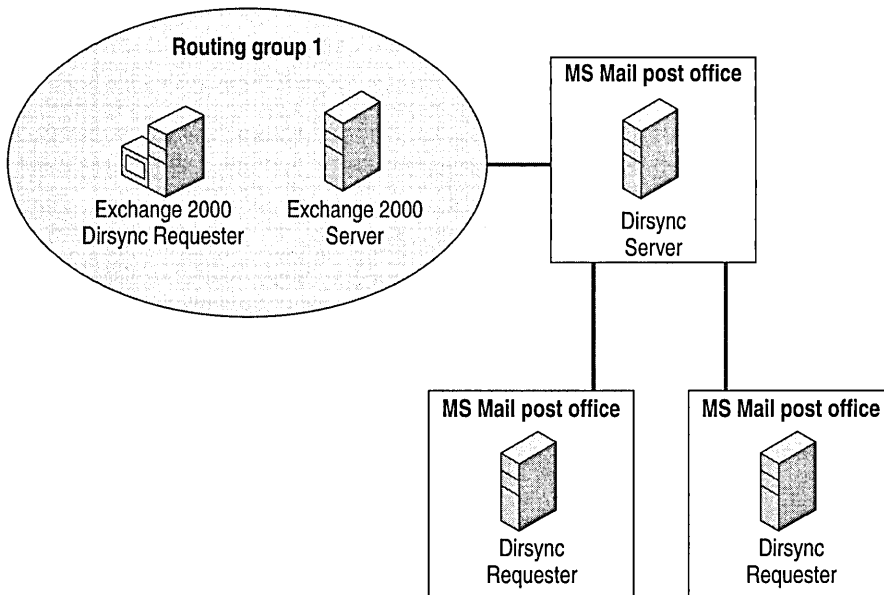 Routing group 1
Exchange 2000
Dirsync Requester
Exchange 2000
Server
MS Mail post office
Dirsync
Server
MS Mail post office
Dirsync
Requester
MS Mail post office
Dirsync
Requester